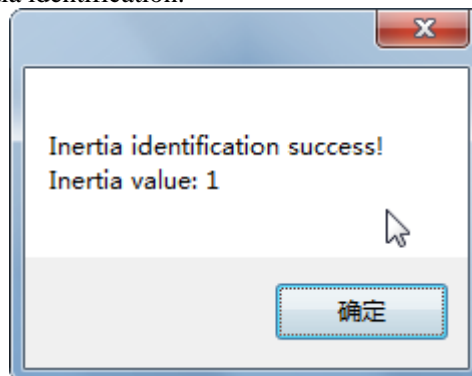 Inertia identification success!
Inertia value: 1
确定